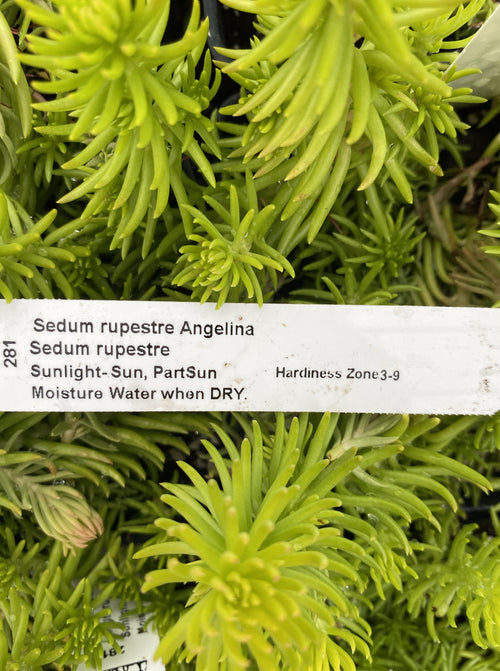 281
Sedum rupestre Angelina
Sedum rupestre
Sunlight- Sun, PartSun Hardiness Zone3-9
Moisture Water when DRY.